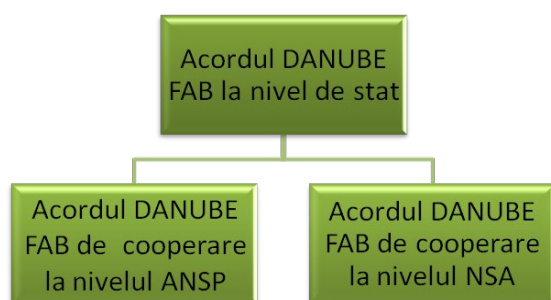 Acordul DANUBE
FAB la nivel de stat
Acordul DANUBE
FAB de cooperare
la nivelul ANSP
Acordul DANUBE
FAB de cooperare
la nivelul NSA